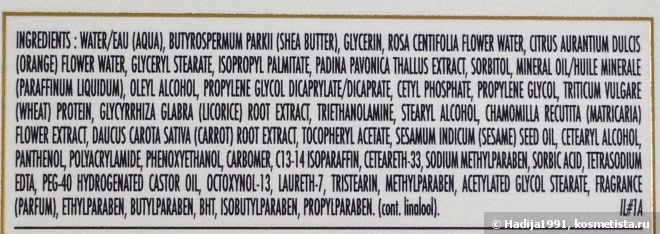 INGREDIENTS : WATER/EAU (AQUA), BUTYROSPERMUM PARKII (SHEA BUTTER), GLYCERIN, ROSA CENTIFOLIA FLOWER WATER, CITRUS AURANTIUM DULCIS
(ORANGE) FLOWER WATER, GLYCERYL STEARATE, ISOPROPYL PALMITATE, PADINA PAVONICA THALLUS EXTRACT, SORBITOL, MINERAL OIL/HUILE MINERALE
(PARAFFINUM LIQUIDUM), OLEYL ALCOHOL, PROPYLENE GLYCOL DICAPRYLATE/DICAPRATE, CETYL PHOSPHATE, PROPYLENE GLYCOL, TRITICUM VULGARE
(WHEAT) PROTEIN, GLYCYRRHIZA GLABRA (LICORICE) ROOT EXTRACT, TRIETHANOLAMINE, STEARYL ALCOHOL, CHAMOMILLA RECUTITA (MATRICARIA)
FLOWER EXTRACT, DAUCUS CAROTA SATIVA (CARROT) ROOT EXTRACT, TOCOPHERYL ACETATE, SESAMUM INDICUM (SESAME) SEED OIL, CETEARYL ALCOHOL,
PANTHENOL, POLYACRYLAMIDE, PHENOXYETHANOL, CARBOMER, C13-14 ISOPARAFFIN, CETEARETH-33, SODIUM METHYLPARABEN, SORBIC ACID, TETRASODIUM
EDTA, PEG-40 HYDROGENATED CASTOR OIL, OCTOXYNOL-13, LAURETH-7, TRISTEARIN, METHYLPARABEN, ACETYLATED GLYCOL STEARATE, FRAGRANCE
(PARFUM), ETHYLPARABEN, BUTYLPARABEN, BHT, ISOBUTYLPARABEN, PROPYLPARABEN. (cont. linalool). IL#1A
© Hadija1991, kosmetista.ru